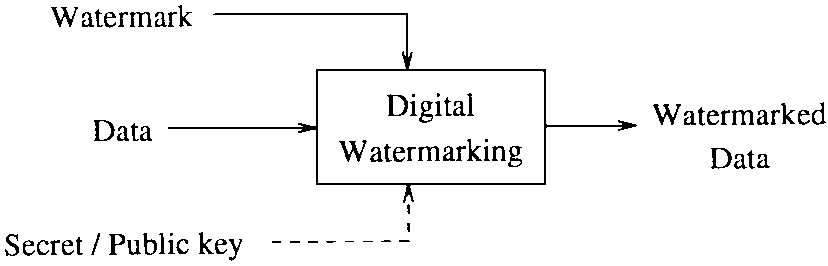 Watermark
Data
Digital
Watermarking
Watermarked
Data
Secret / Public key